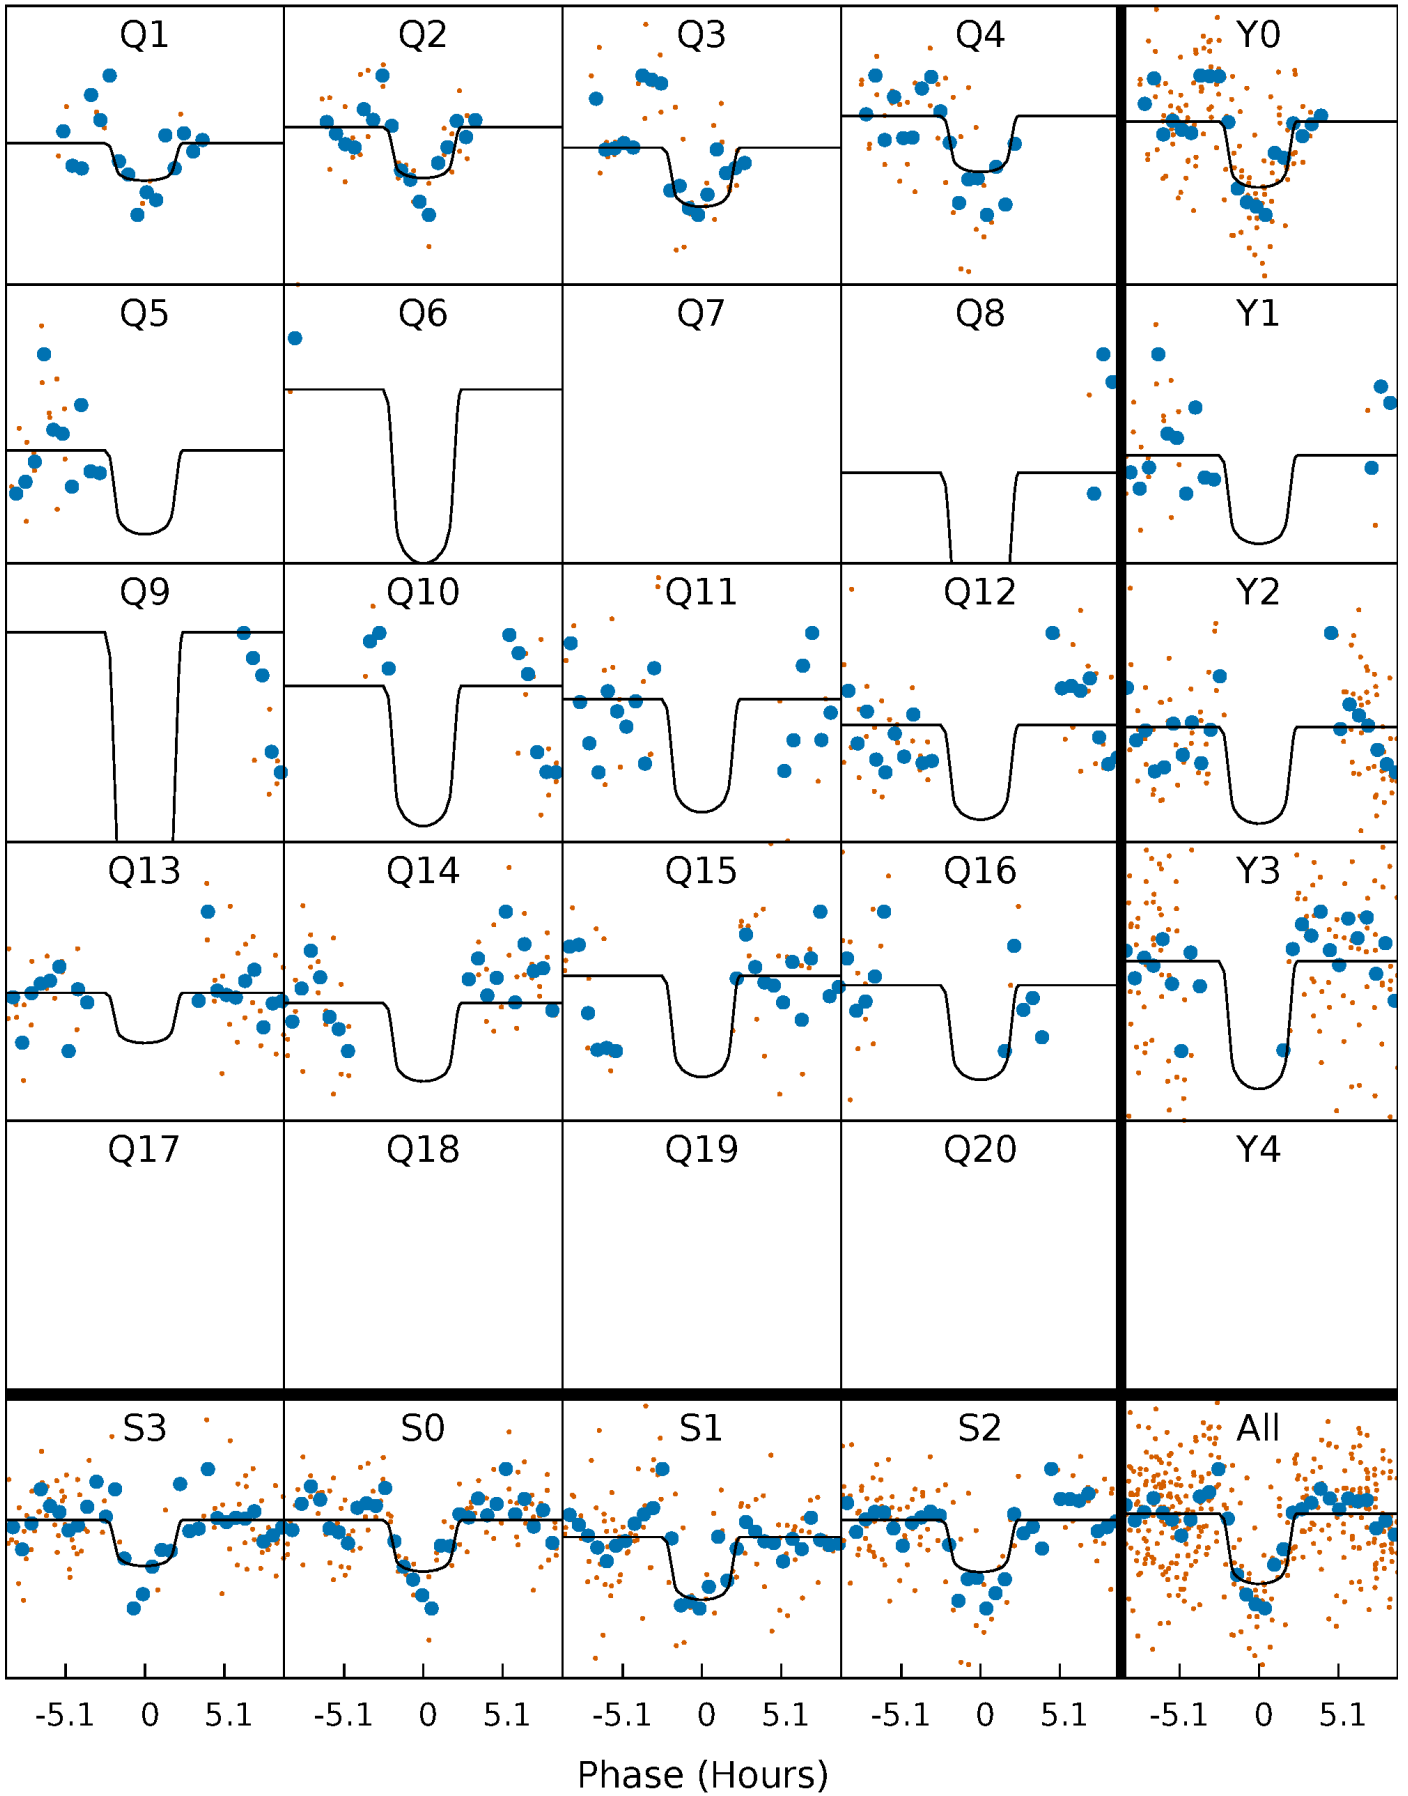 Q1 Q2 Q3 Q4 Y0
Q5 Q6 Q7 Q8 Y1
Q9 Q10 Q11 Q12 Y2
Q13 Q14 Q15 Q16 Y3
Q17 Q18 Q19 Q20 Y4
S3 S0 S1 S2 All
-5.1 0 5.1 -5.1 0 5.1 -5.1 0 5.1 -5.1 0 5.1 -5.1 0 5.1
Phase (Hours)